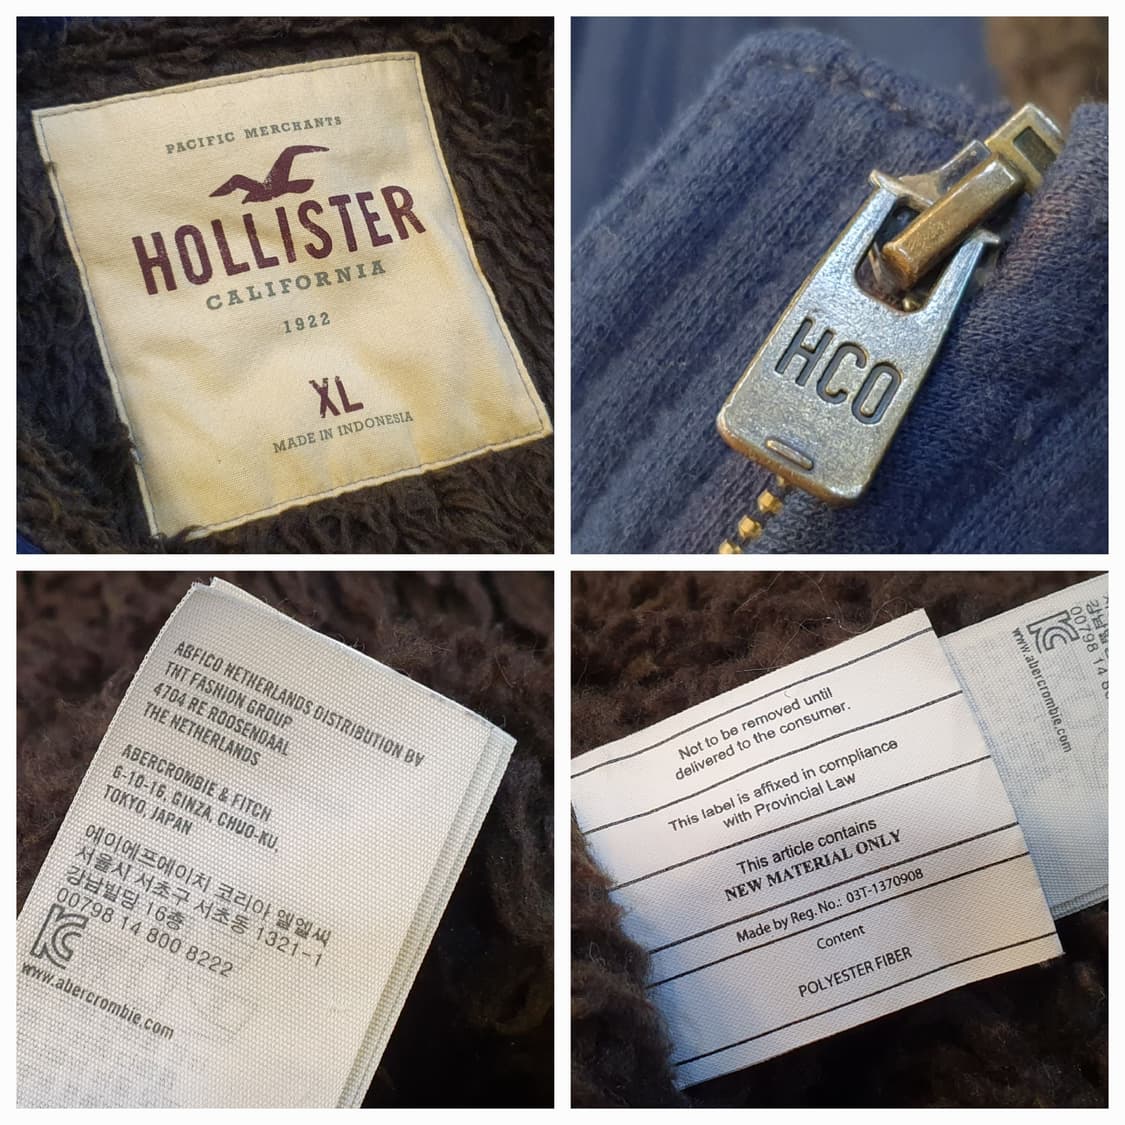 PACIFIC MERCHANTS
HOLLISTER
CALIFORNIA
1922
XL
MADE IN INDONESIA
HCO
ABFICO NETHERLANDS DISTRIBUTION BV
TNT FASHION GROUP
4704 RE ROOSENDAAL
THE NETHERLANDS
ABERCROMBIE & FITCH
6-10-16, GINZA, CHUO-KU,
TOKYO, JAPAN
에이에프에이치 코리아 엘엘씨
서울시 서초구 서초동 1321-1
강남빌딩 16층
00798 14 800 8222
www.abercrombie.com
Not to be removed until
delivered to the consumer.
This label is affixed in compliance
with Provincial Law
This article contains
NEW MATERIAL ONLY
Made by Reg. No.: 03T-1370908
Content
POLYESTER FIBER
00798 14
www.abercrombie.com